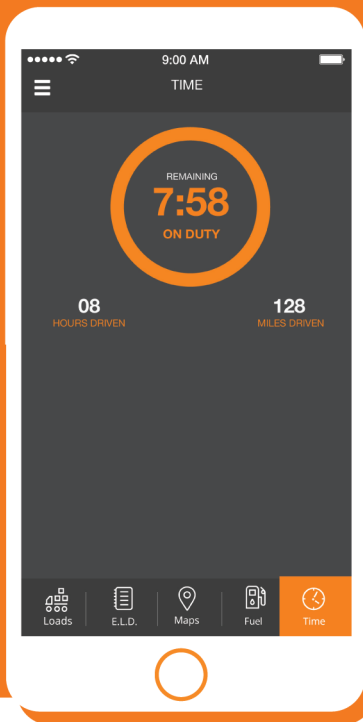 9:00 AM
TIME
REMAINING
7:58
ON DUTY
08
HOURS DRIVEN
128
MILES DRIVEN
Loads
E.L.D.
Maps
Fuel
Time